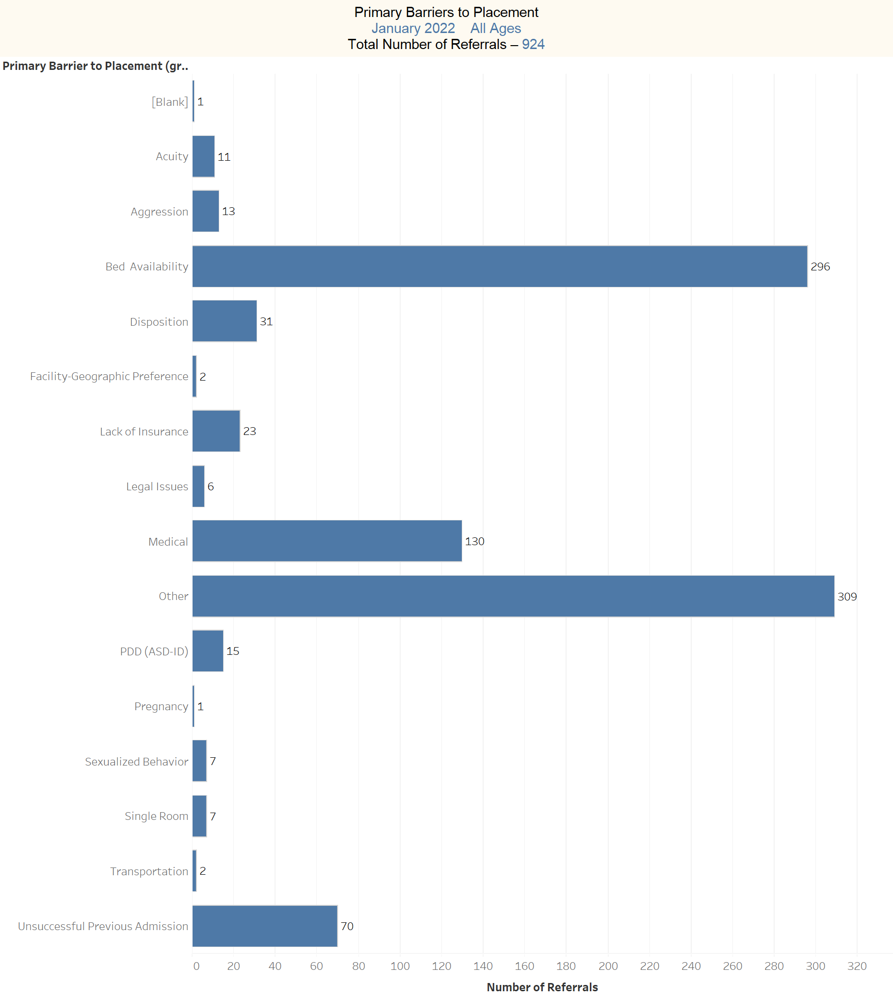 Primary Barriers to Placement
January 2022 All Ages
Total Number of Referrals – 924
Primary Barrier to Placement (gr..
[Blank] 1
Acuity 11
Aggression 13
Bed  Availability 296
Disposition 31
Facility-Geographic Preference 2
Lack of Insurance 23
Legal Issues 6
Medical 130
Other 309
PDD (ASD-ID) 15
Pregnancy 1
Sexualized Behavior 7
Single Room 7
Transportation 2
Unsuccessful Previous Admission 70
0 20 40 60 80 100 120 140 160 180 200 220 240 260 280 300 320
Number of Referrals